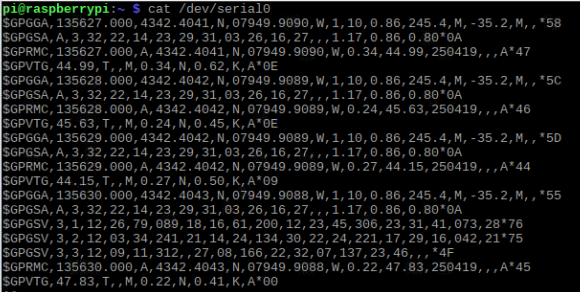 pi@raspberrypi:~ $ cat /dev/serial0
$GPGGA,135627.000,4342.4041,N,07949.9090,W,1,10,0.86,245.4,M,-35.2,M,,*58
$GPGSA,A,3,32,22,14,23,29,31,03,26,16,27,,,1.17,0.86,0.80*0A
$GPRMC,135627.000,A,4342.4041,N,07949.9090,W,0.34,44.99,250419,,,A*47
$GPVTG,44.99,T,,M,0.34,N,0.62,K,A*0E
$GPGGA,135628.000,4342.4042,N,07949.9089,W,1,10,0.86,245.4,M,-35.2,M,,*5C
$GPGSA,A,3,32,22,14,23,29,31,03,26,16,27,,,1.17,0.86,0.80*0A
$GPRMC,135628.000,A,4342.4042,N,07949.9089,W,0.24,45.63,250419,,,A*46
$GPVTG,45.63,T,,M,0.24,N,0.45,K,A*0E
$GPGGA,135629.000,4342.4042,N,07949.9089,W,1,10,0.86,245.4,M,-35.2,M,,*5D
$GPGSA,A,3,32,22,14,23,29,31,03,26,16,27,,,1.17,0.86,0.80*0A
$GPRMC,135629.000,A,4342.4042,N,07949.9089,W,0.27,44.15,250419,,,A*44
$GPVTG,44.15,T,,M,0.27,N,0.50,K,A*09
$GPGGA,135630.000,4342.4043,N,07949.9088,W,1,10,0.86,245.4,M,-35.2,M,,*55
$GPGSA,A,3,32,22,14,23,29,31,03,26,16,27,,,1.17,0.86,0.80*0A
$GPGSV,3,1,12,26,79,089,18,16,61,200,12,23,45,306,23,31,41,073,28*76
$GPGSV,3,2,12,03,34,241,21,14,24,134,30,22,24,221,17,29,16,042,21*75
$GPGSV,3,3,12,09,11,312,,27,08,166,22,32,07,137,23,46,,,*4F
$GPRMC,135630.000,A,4342.4043,N,07949.9088,W,0.22,47.83,250419,,,A*45
$GPVTG,47.83,T,,M,0.22,N,0.41,K,A*00